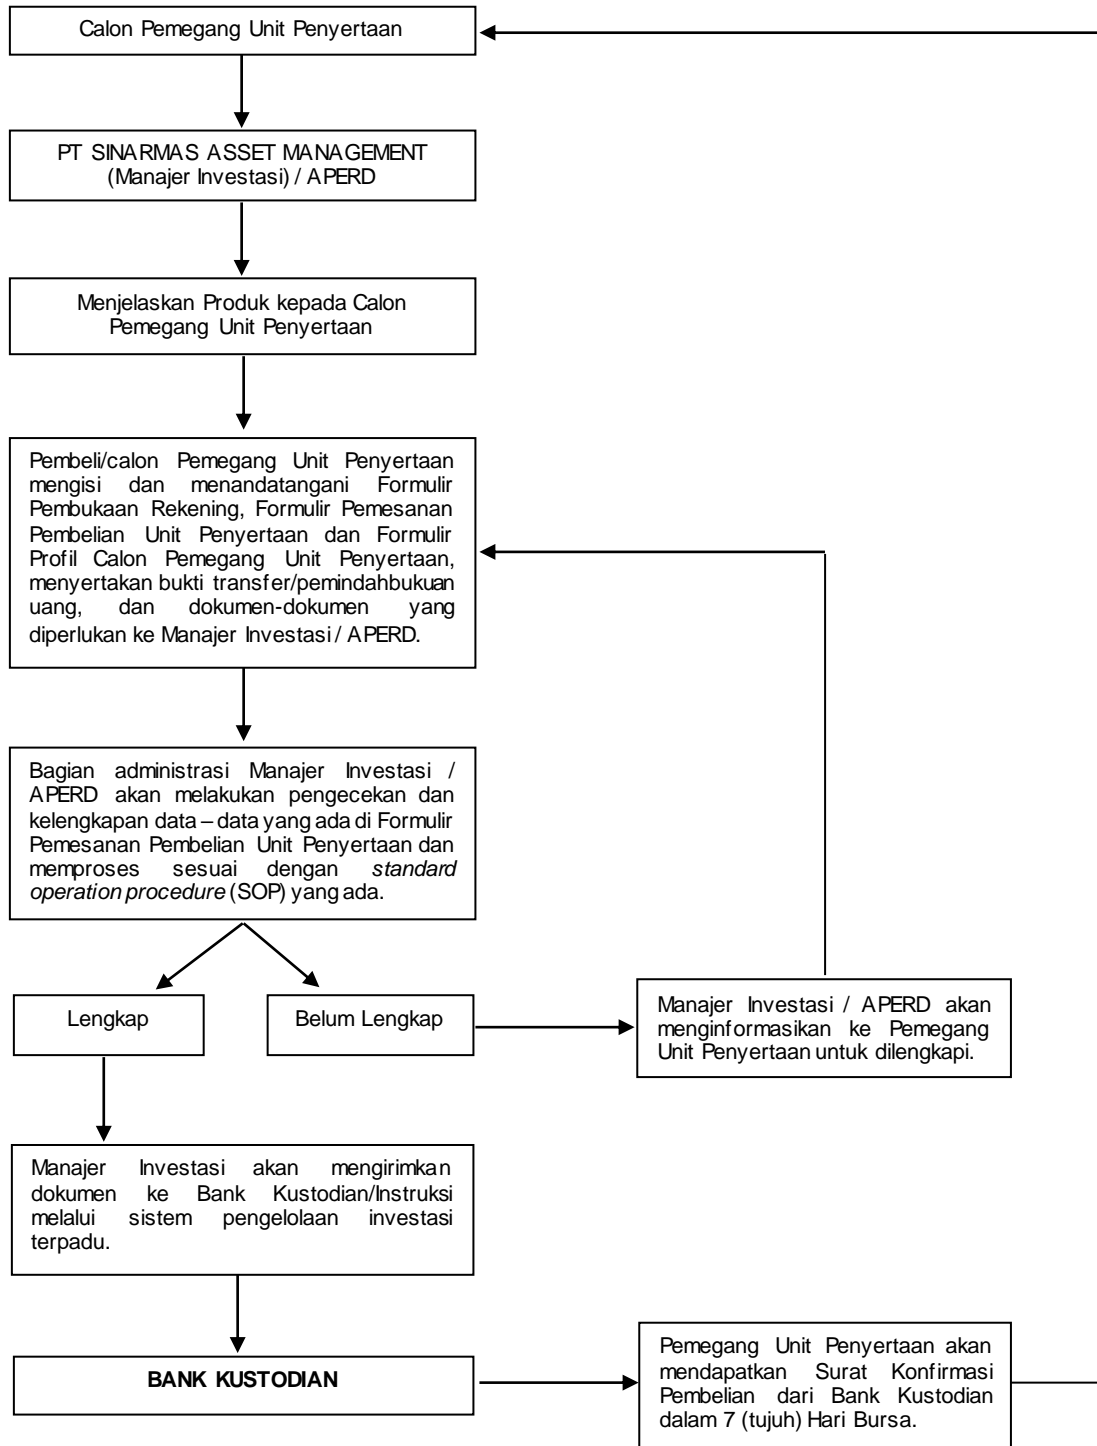 Calon Pemegang Unit Penyertaan
PT SINARMAS ASSET MANAGEMENT
(Manajer Investasi) / APERD
Menjelaskan Produk kepada Calon
Pemegang Unit Penyertaan
Pembeli/calon Pemegang Unit Penyertaan
mengisi dan menandatangani Formulir
Pembukaan Rekening, Formulir Pemesanan
Pembelian Unit Penyertaan dan Formulir
Profil Calon Pemegang Unit Penyertaan,
menyertakan bukti transfer/pemindahbukuan
uang, dan dokumen-dokumen yang
diperlukan ke Manajer Investasi / APERD.
Bagian administrasi Manajer Investasi /
APERD akan melakukan pengecekan dan
kelengkapan data – data yang ada di Formulir
Pemesanan Pembelian Unit Penyertaan dan
memproses sesuai dengan standard
operation procedure (SOP) yang ada.
Lengkap
Belum Lengkap
Manajer Investasi / APERD akan
menginformasikan ke Pemegang
Unit Penyertaan untuk dilengkapi.
Manajer Investasi akan mengirimkan
dokumen ke Bank Kustodian/Instruksi
melalui sistem pengelolaan investasi
terpadu.
BANK KUSTODIAN
Pemegang Unit Penyertaan akan
mendapatkan Surat Konfirmasi
Pembelian dari Bank Kustodian
dalam 7 (tujuh) Hari Bursa.